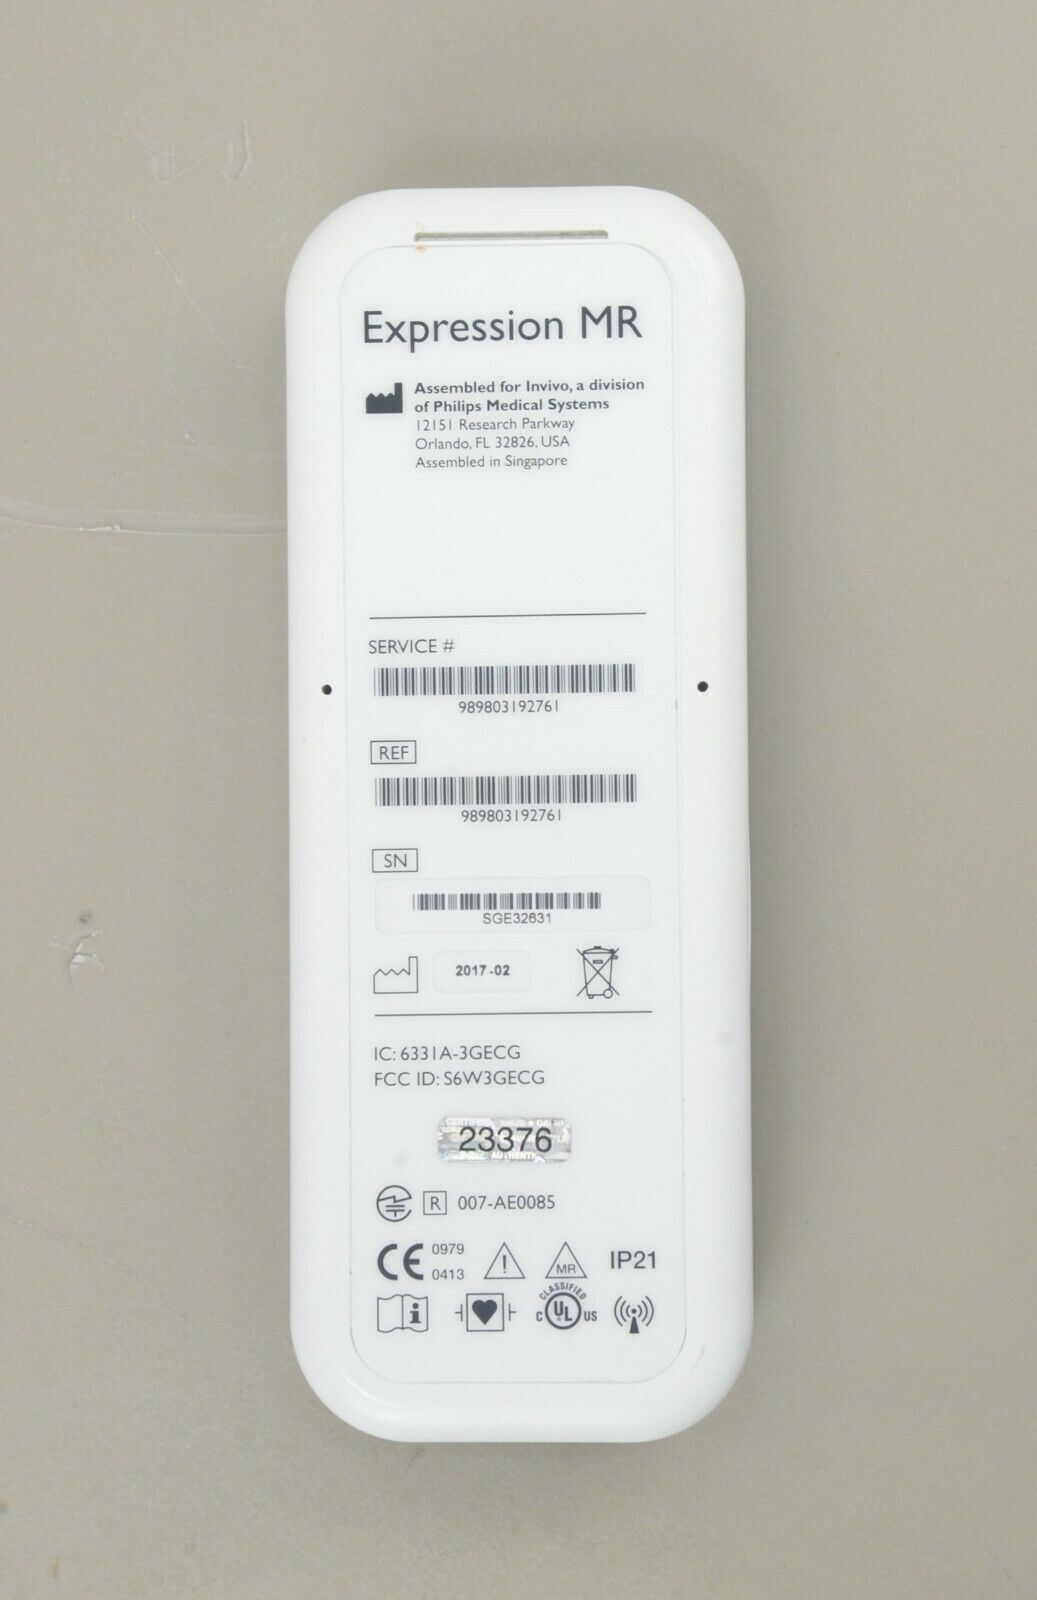 Expression MR
Assembled for Invivo, a division
of Philips Medical Systems
12151 Research Parkway
Orlando, FL 32826, USA
Assembled in Singapore
SERVICE #
989803192761
REF
989803192761
SN
SGE32631
2017-02
IC: 6331A-3GECG
FCC ID: S6W3GECG
23376
R 007-AE0085
CE 0979
0413
! MR IP21
i CLASSIFIED
C UL US